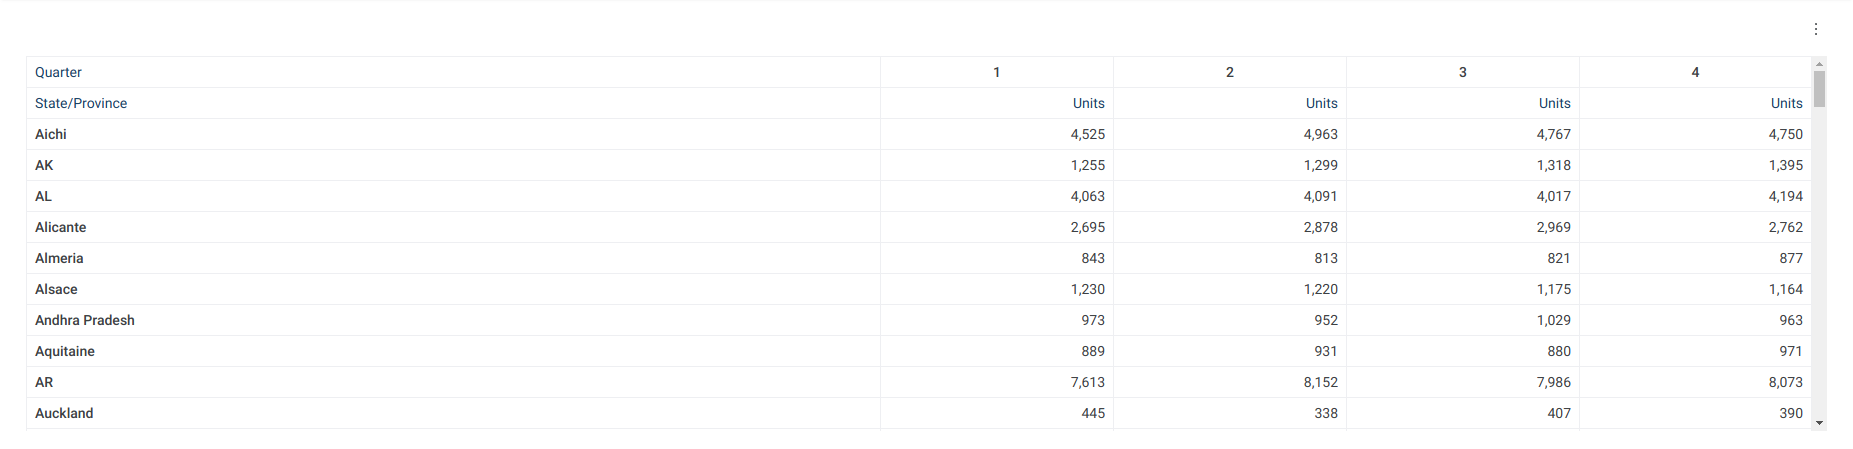 Quarter 1 2 3 4
State/Province Units Units Units Units
Aichi 4,525 4,963 4,767 4,750
AK 1,255 1,299 1,318 1,395
AL 4,063 4,091 4,017 4,194
Alicante 2,695 2,878 2,969 2,762
Almeria 843 813 821 877
Alsace 1,230 1,220 1,175 1,164
Andhra Pradesh 973 952 1,029 963
Aquitaine 889 931 880 971
AR 7,613 8,152 7,986 8,073
Auckland 445 338 407 390